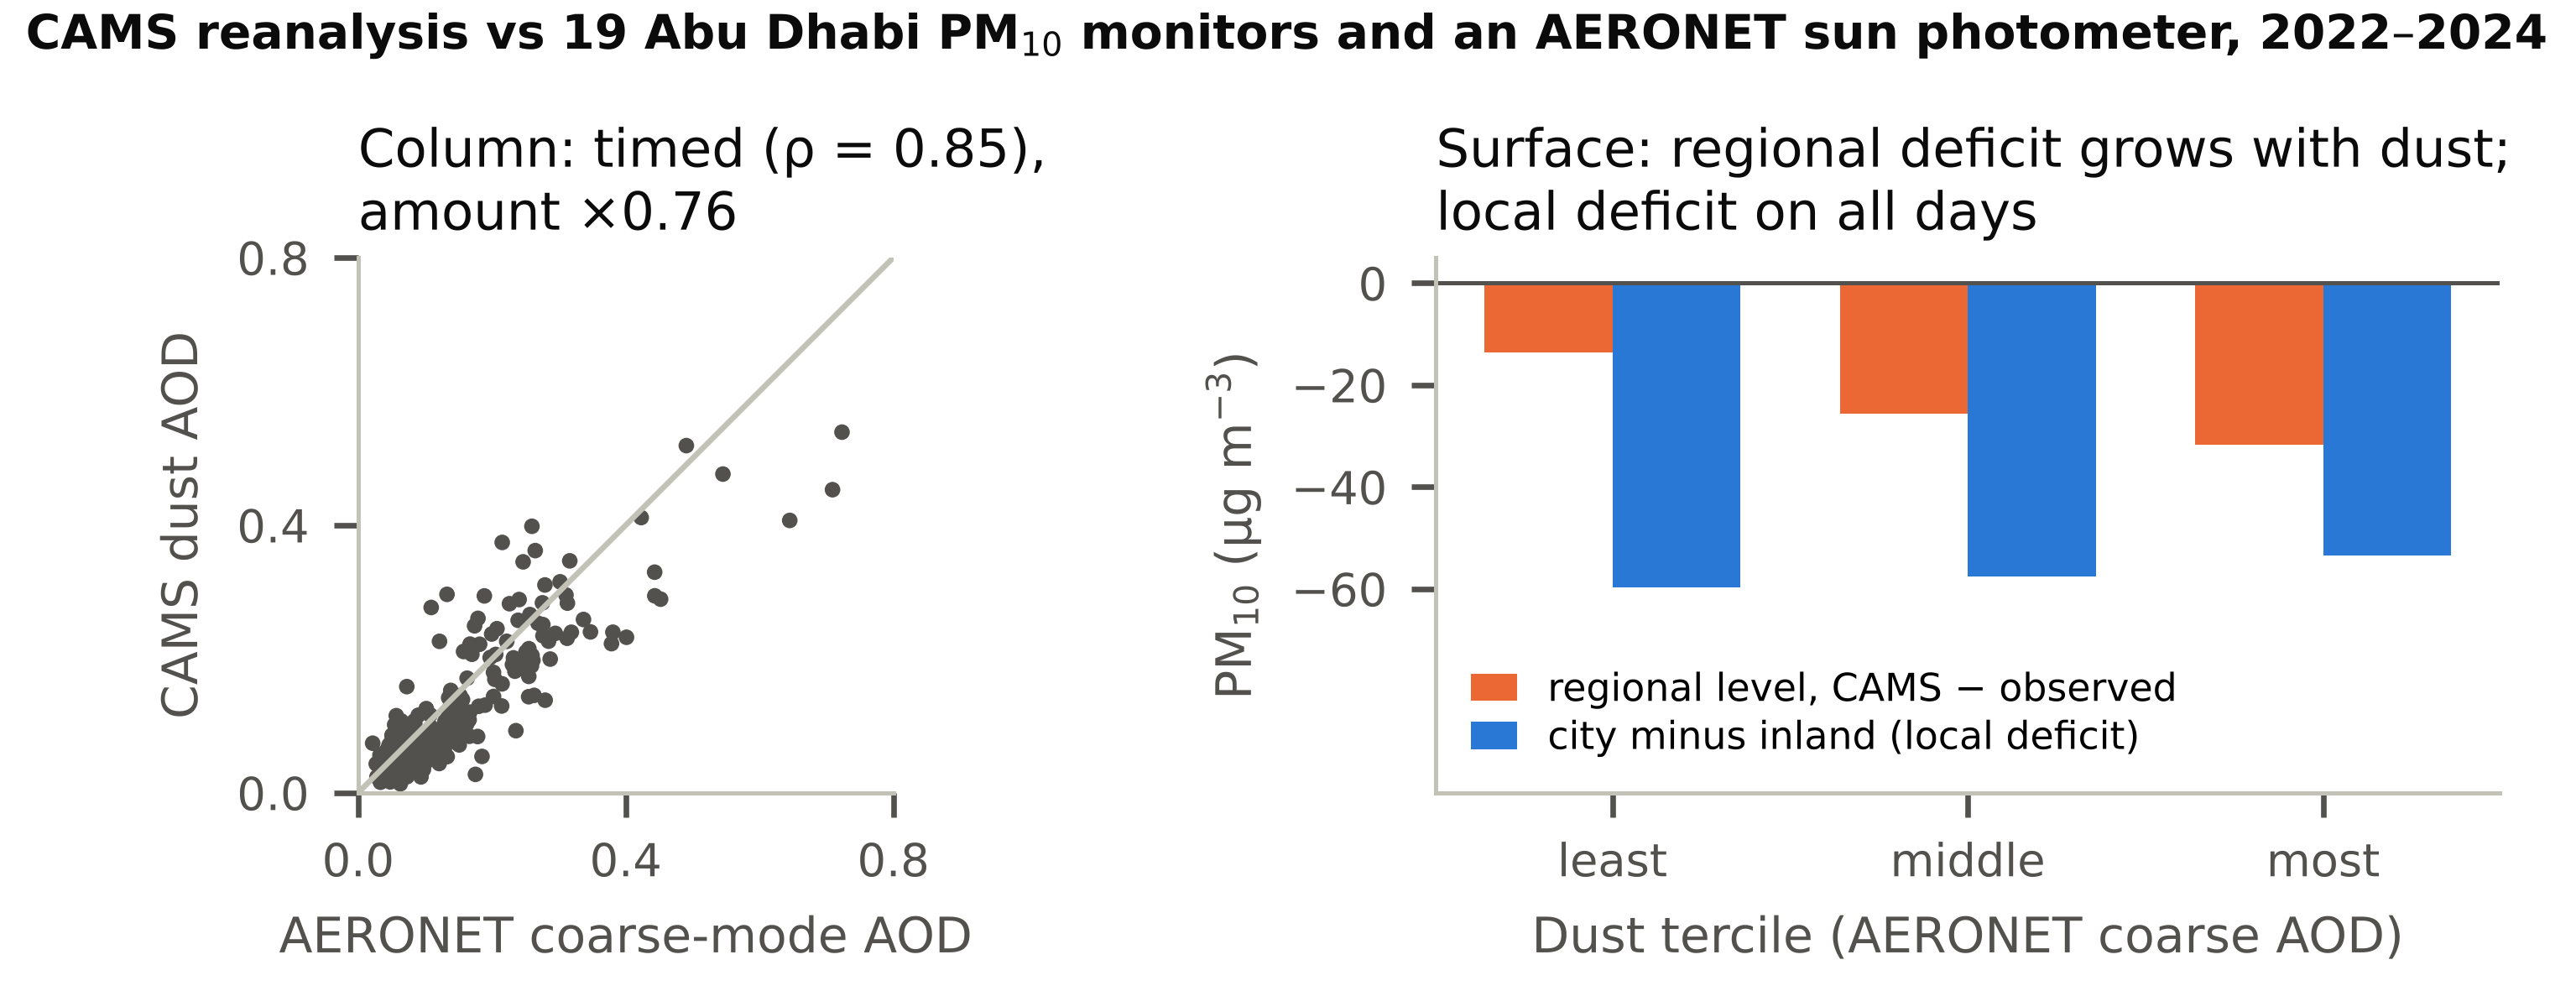 CAMS reanalysis vs 19 Abu Dhabi PM₁₀ monitors and an AERONET sun photometer, 2022–2024
Column: timed (ρ = 0.85),
amount ×0.76
0.8
0.4
0.0
CAMS dust AOD
0.0 0.4 0.8
AERONET coarse-mode AOD
Surface: regional deficit grows with dust;
local deficit on all days
0
−20
−40
−60
PM₁₀ (µg m⁻³)
regional level, CAMS − observed
city minus inland (local deficit)
least middle most
Dust tercile (AERONET coarse AOD)